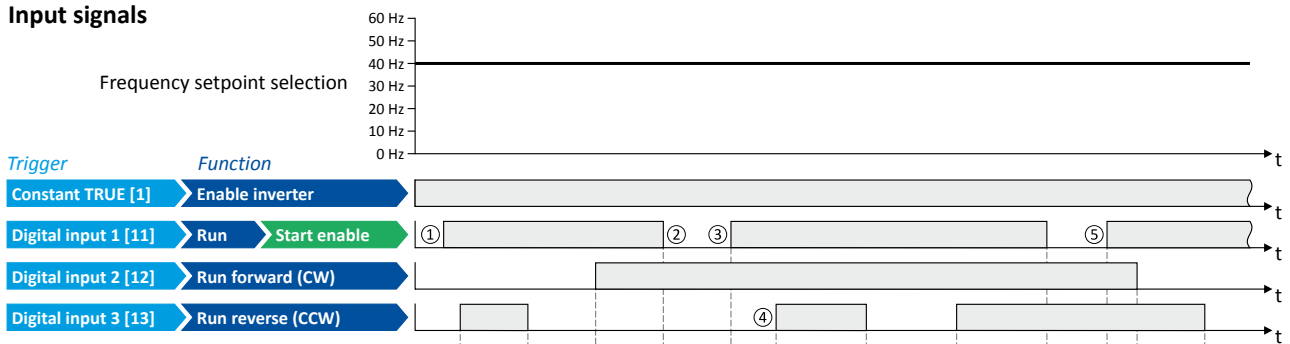 Input signals
60 Hz
50 Hz
Frequency setpoint selection
40 Hz
30 Hz
20 Hz
10 Hz
0 Hz
t
Trigger Function
Constant TRUE [1] Enable inverter
t
Digital input 1 [11] Run Start enable ① ② ③ ⑤
t
Digital input 2 [12] Run forward (CW)
t
Digital input 3 [13] Run reverse (CCW) ④
t